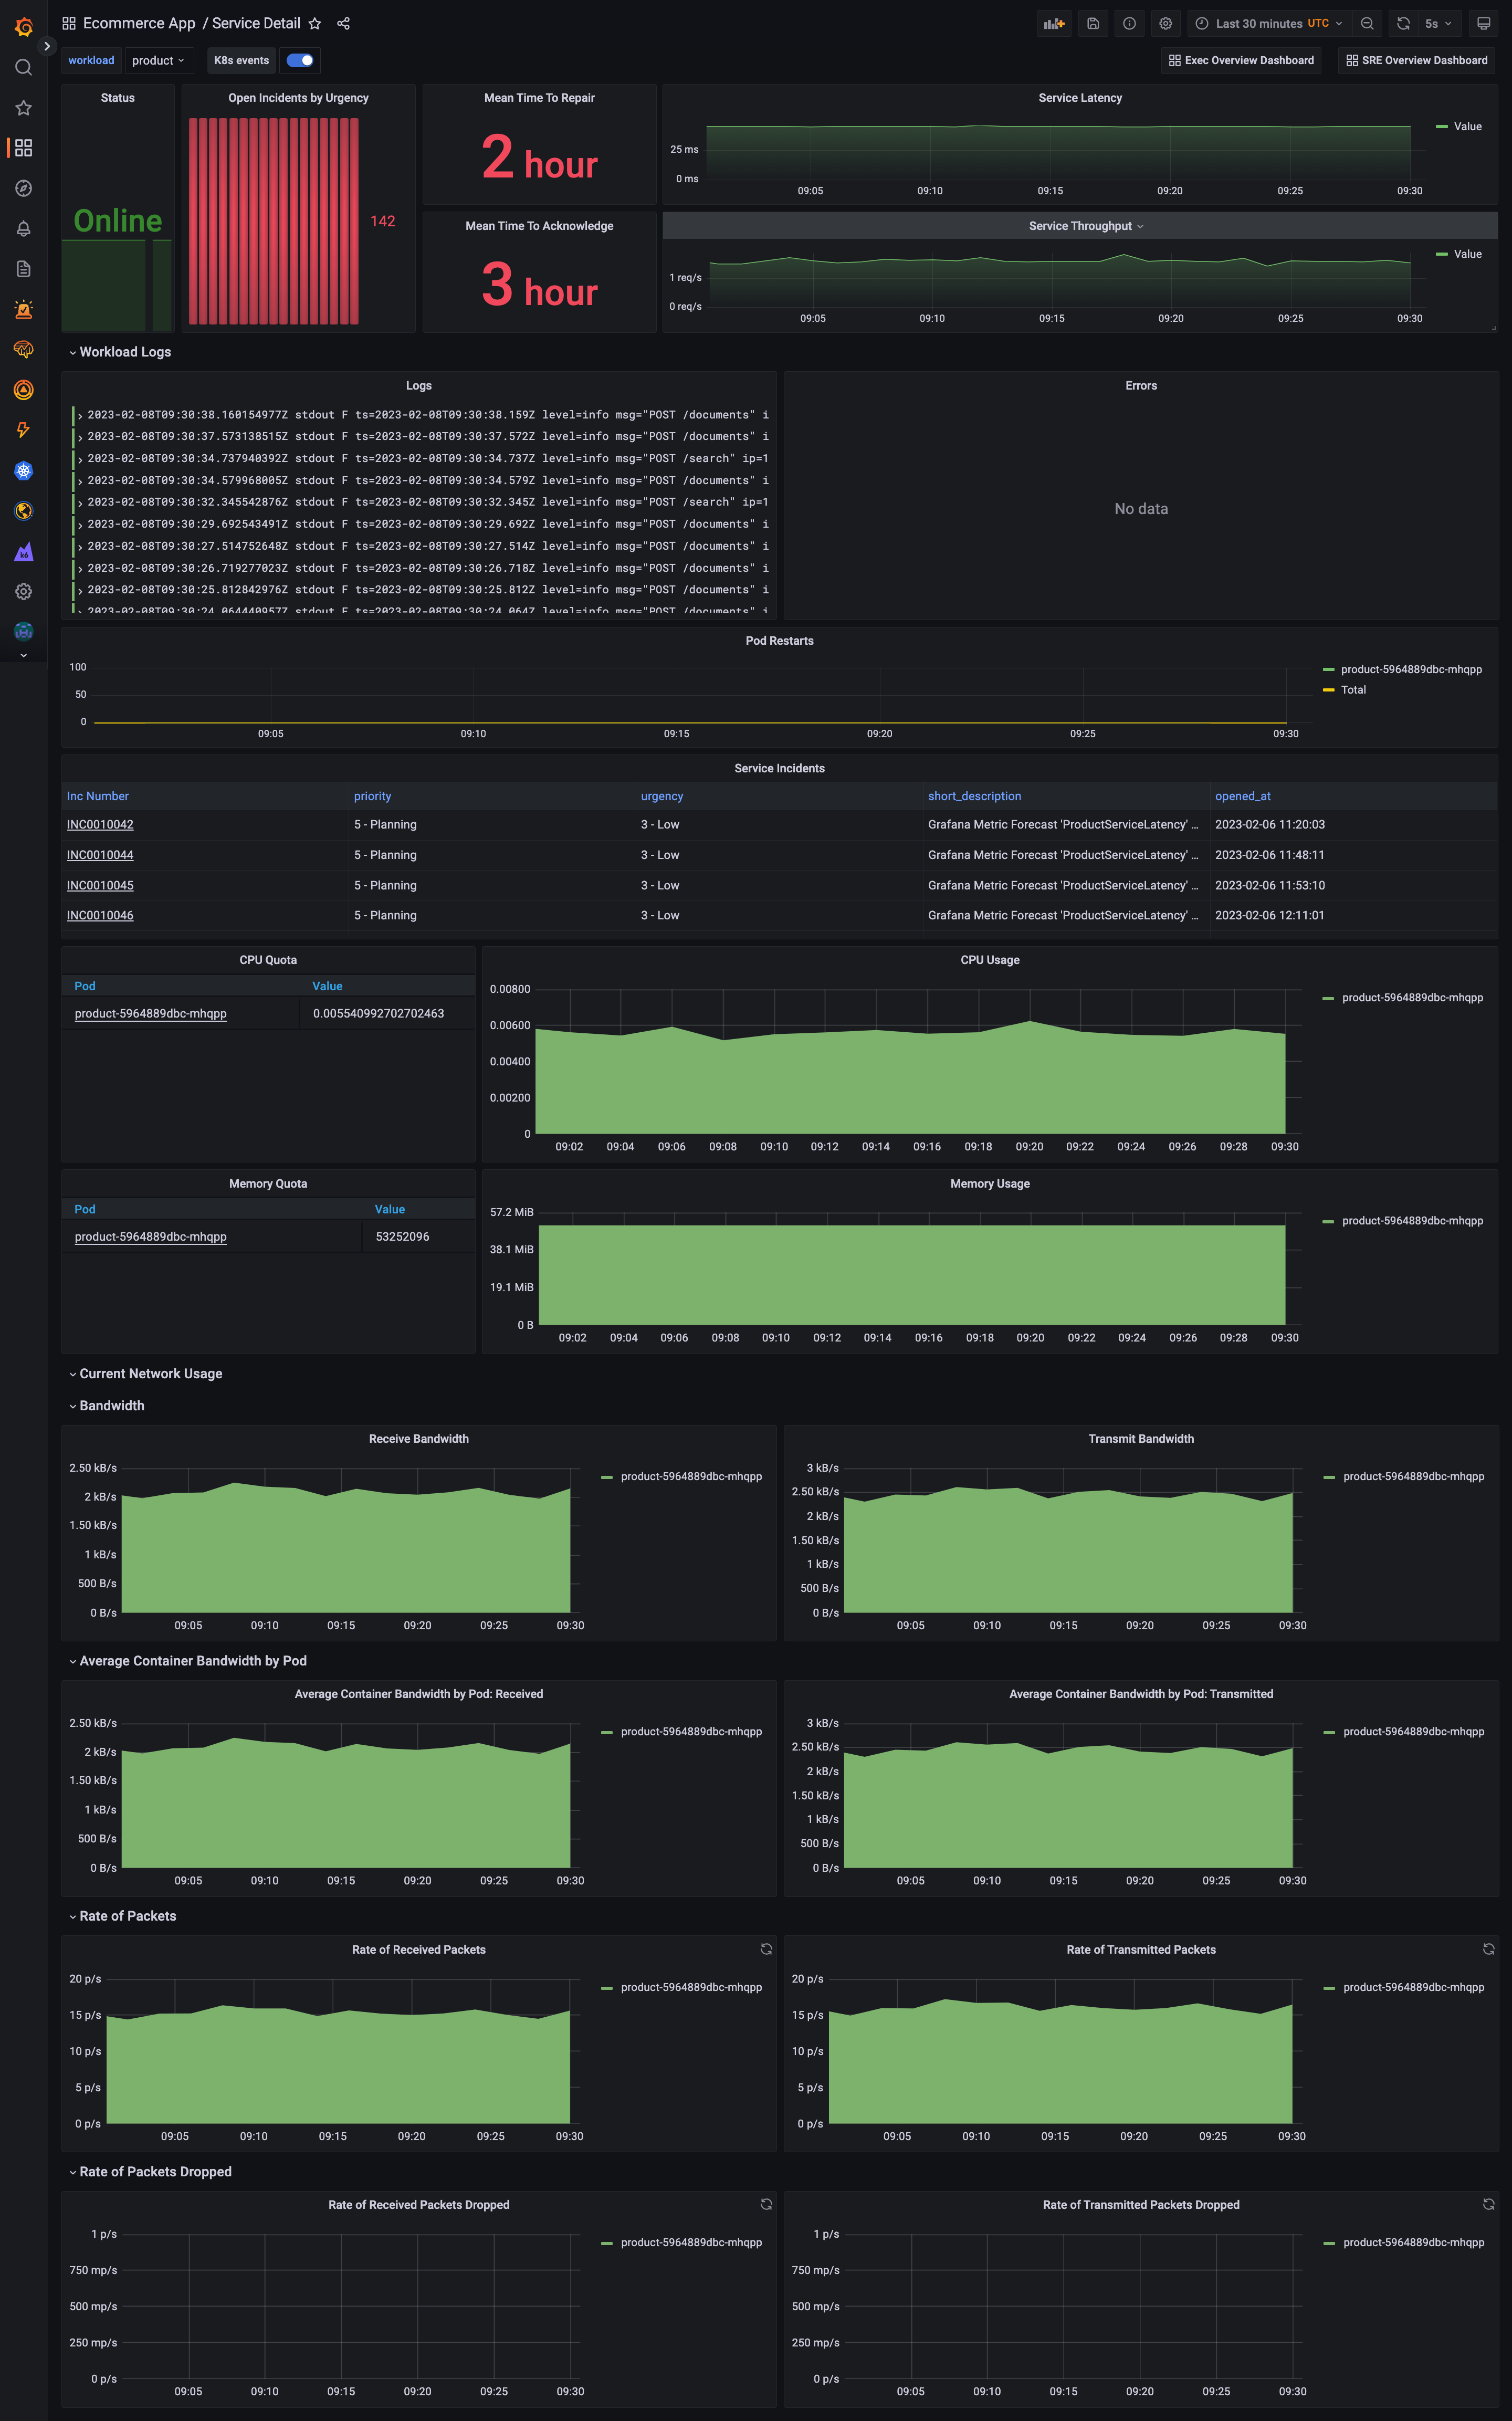 Ecommerce App / Service Detail
Last 30 minutes UTC
5s
workload product
K8s events
Exec Overview Dashboard
SRE Overview Dashboard
Status
Online
Open Incidents by Urgency
142
Mean Time To Repair
2 hour
Mean Time To Acknowledge
3 hour
Service Latency
25 ms
0 ms
09:05 09:10 09:15 09:20 09:25 09:30
Value
Service Throughput
1 req/s
0 req/s
09:05 09:10 09:15 09:20 09:25 09:30
Value
Workload Logs
Logs
2023-02-08T09:30:38.160154977Z stdout F ts=2023-02-08T09:30:38.159Z level=info msg="POST /documents" i
2023-02-08T09:30:37.573138515Z stdout F ts=2023-02-08T09:30:37.572Z level=info msg="POST /documents" i
2023-02-08T09:30:34.737940392Z stdout F ts=2023-02-08T09:30:34.737Z level=info msg="POST /search" ip=1
2023-02-08T09:30:34.579968005Z stdout F ts=2023-02-08T09:30:34.579Z level=info msg="POST /documents" i
2023-02-08T09:30:32.345542876Z stdout F ts=2023-02-08T09:30:32.345Z level=info msg="POST /search" ip=1
2023-02-08T09:30:29.692543491Z stdout F ts=2023-02-08T09:30:29.692Z level=info msg="POST /documents" i
2023-02-08T09:30:27.514752648Z stdout F ts=2023-02-08T09:30:27.514Z level=info msg="POST /documents" i
2023-02-08T09:30:26.719277023Z stdout F ts=2023-02-08T09:30:26.718Z level=info msg="POST /documents" i
2023-02-08T09:30:25.812842976Z stdout F ts=2023-02-08T09:30:25.812Z level=info msg="POST /documents" i
2023-02-08T09:30:24.064440957Z stdout F ts=2023-02-08T09:30:24.064Z level=info msg="POST /documents" i
Errors
No data
Pod Restarts
100
50
0
09:05 09:10 09:15 09:20 09:25 09:30
product-5964889dbc-mhqpp
Total
Service Incidents
Inc Number priority urgency short_description opened_at
INC0010042 5 - Planning 3 - Low Grafana Metric Forecast 'ProductServiceLatency' ... 2023-02-06 11:20:03
INC0010044 5 - Planning 3 - Low Grafana Metric Forecast 'ProductServiceLatency' ... 2023-02-06 11:48:11
INC0010045 5 - Planning 3 - Low Grafana Metric Forecast 'ProductServiceLatency' ... 2023-02-06 11:53:10
INC0010046 5 - Planning 3 - Low Grafana Metric Forecast 'ProductServiceLatency' ... 2023-02-06 12:11:01
CPU Quota
Pod Value
product-5964889dbc-mhqpp 0.005540992702702463
CPU Usage
0.00800
0.00600
0.00400
0.00200
0
09:02 09:04 09:06 09:08 09:10 09:12 09:14 09:16 09:18 09:20 09:22 09:24 09:26 09:28 09:30
product-5964889dbc-mhqpp
Memory Quota
Pod Value
product-5964889dbc-mhqpp 53252096
Memory Usage
57.2 MiB
38.1 MiB
19.1 MiB
0 B
09:02 09:04 09:06 09:08 09:10 09:12 09:14 09:16 09:18 09:20 09:22 09:24 09:26 09:28 09:30
product-5964889dbc-mhqpp
Current Network Usage
Bandwidth
Receive Bandwidth
2.50 kB/s
2 kB/s
1.50 kB/s
1 kB/s
500 B/s
0 B/s
09:05 09:10 09:15 09:20 09:25 09:30
product-5964889dbc-mhqpp
Transmit Bandwidth
3 kB/s
2.50 kB/s
2 kB/s
1.50 kB/s
1 kB/s
500 B/s
0 B/s
09:05 09:10 09:15 09:20 09:25 09:30
product-5964889dbc-mhqpp
Average Container Bandwidth by Pod
Average Container Bandwidth by Pod: Received
2.50 kB/s
2 kB/s
1.50 kB/s
1 kB/s
500 B/s
0 B/s
09:05 09:10 09:15 09:20 09:25 09:30
product-5964889dbc-mhqpp
Average Container Bandwidth by Pod: Transmitted
3 kB/s
2.50 kB/s
2 kB/s
1.50 kB/s
1 kB/s
500 B/s
0 B/s
09:05 09:10 09:15 09:20 09:25 09:30
product-5964889dbc-mhqpp
Rate of Packets
Rate of Received Packets
20 p/s
15 p/s
10 p/s
5 p/s
0 p/s
09:05 09:10 09:15 09:20 09:25 09:30
product-5964889dbc-mhqpp
Rate of Transmitted Packets
20 p/s
15 p/s
10 p/s
5 p/s
0 p/s
09:05 09:10 09:15 09:20 09:25 09:30
product-5964889dbc-mhqpp
Rate of Packets Dropped
Rate of Received Packets Dropped
1 p/s
750 mp/s
500 mp/s
250 mp/s
0 p/s
09:05 09:10 09:15 09:20 09:25 09:30
product-5964889dbc-mhqpp
Rate of Transmitted Packets Dropped
1 p/s
750 mp/s
500 mp/s
250 mp/s
0 p/s
09:05 09:10 09:15 09:20 09:25 09:30
product-5964889dbc-mhqpp